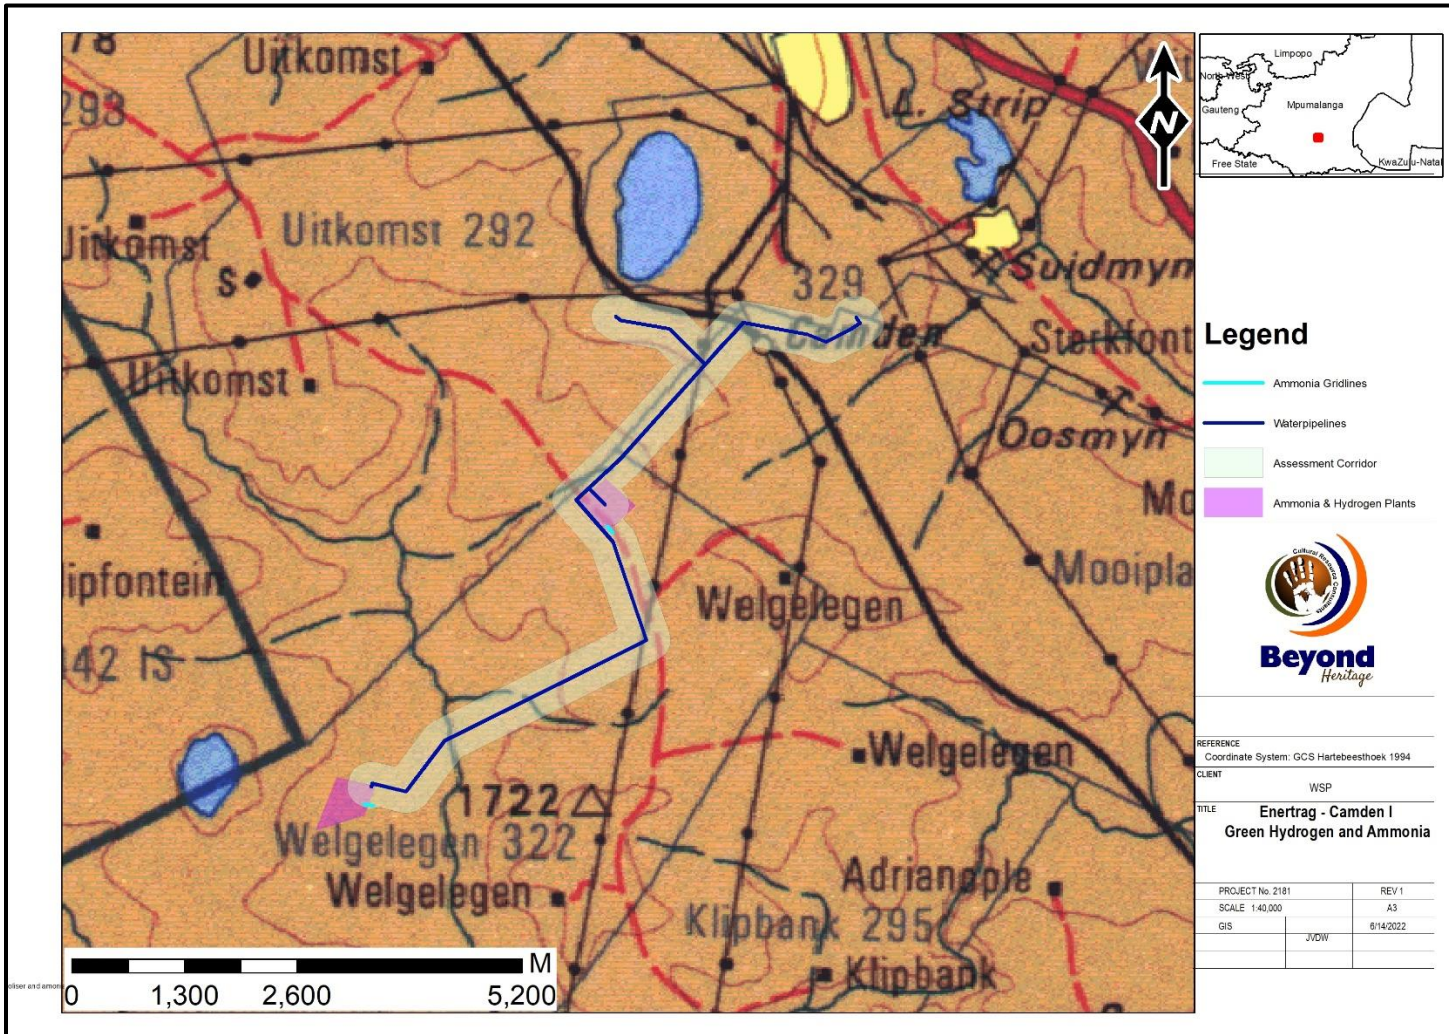 Uitkomst
293
L. Strip
Uitkomst
Uitkomst 292
S
329
Suidmyn
Camden
Sterkfont
Uitkomst
Oosmyn
Mooipla
ipfontein
Welgelegen
42 IS
Welgelegen
1722
Welgelegen 322
Welgelegen
Adrianople
Klipbank 295
Klipbank
M
0 1,300 2,600 5,200
N
Limpopo
North West
Mpumalanga
Gauteng
Free State
KwaZulu-Natal
Legend
Ammonia Gridlines
Waterpipelines
Assessment Corridor
Ammonia & Hydrogen Plants
Cultural Resource Consultants
Beyond
Heritage
REFERENCE
Coordinate System: GCS Hartebeesthoek 1994
CLIENT
WSP
TITLE
Enertrag - Camden I
Green Hydrogen and Ammonia
PROJECT No. 2181 REV 1
SCALE 1:40,000 A3
GIS 6/14/2022
JVDW